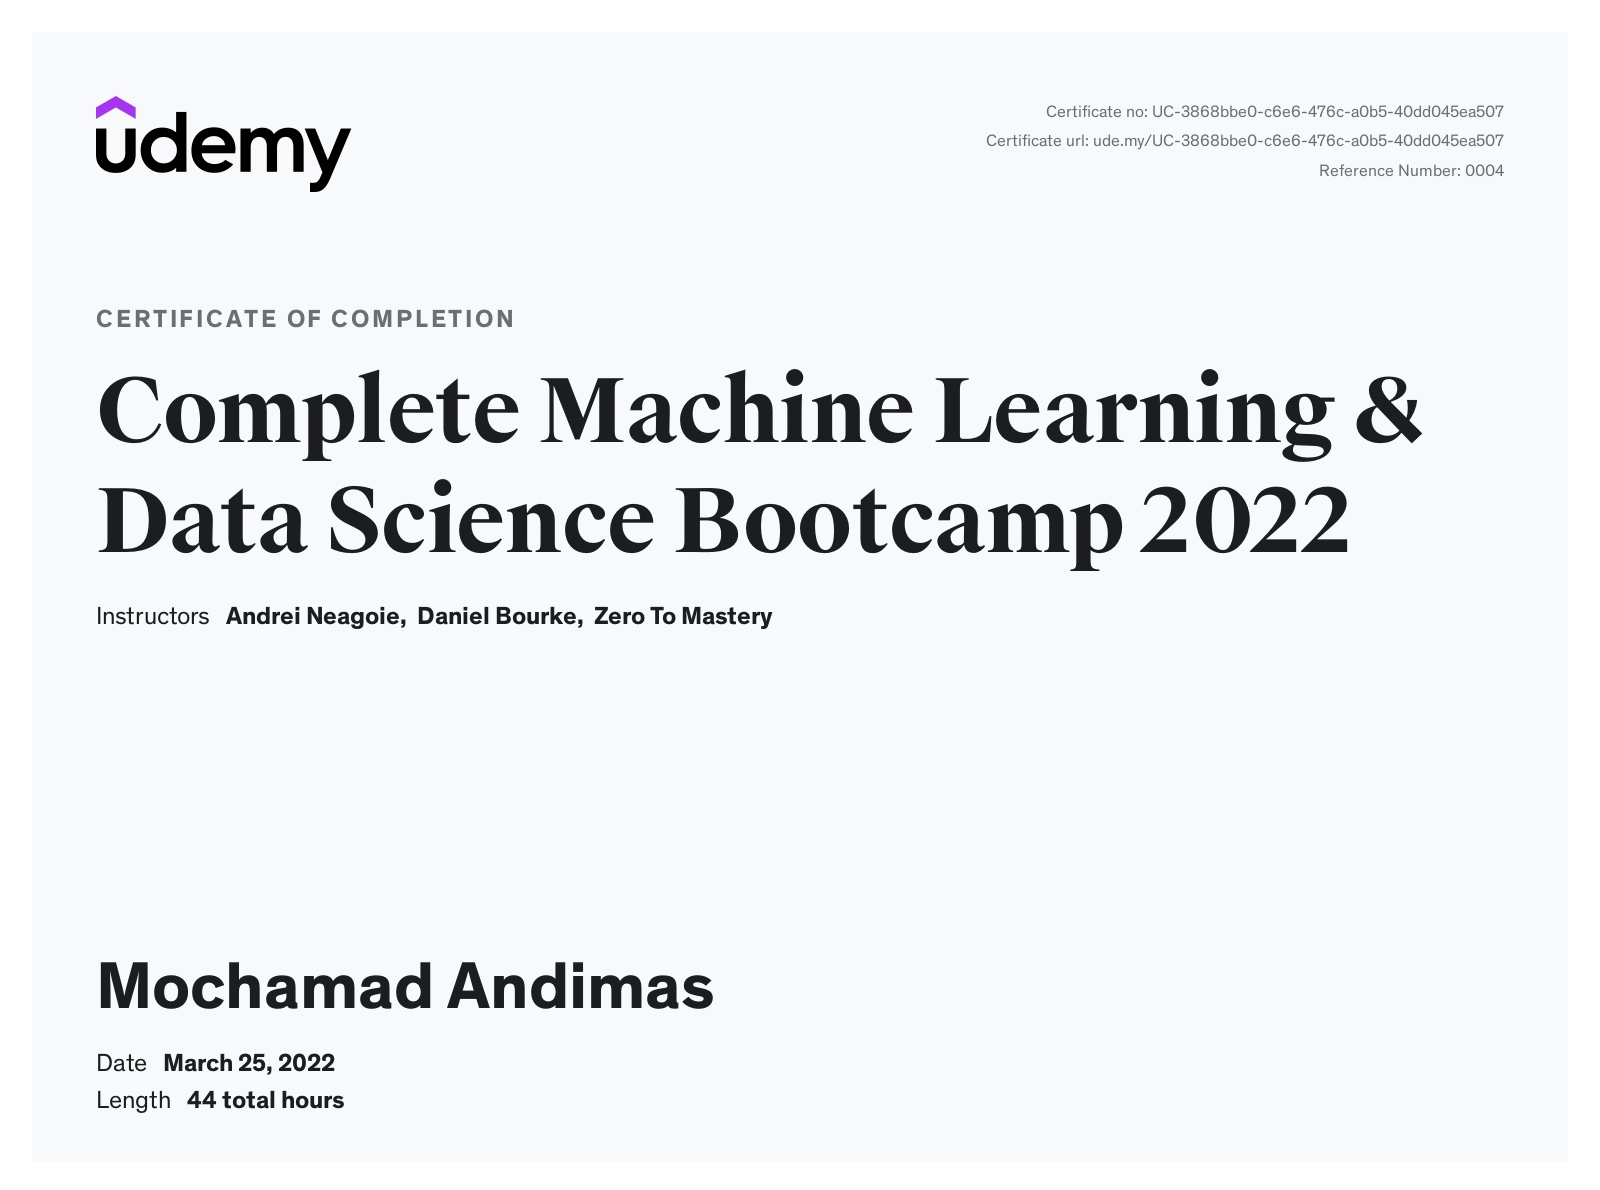 udemy
Certificate no: UC-3868bbe0-c6e6-476c-a0b5-40dd045ea507
Certificate url: ude.my/UC-3868bbe0-c6e6-476c-a0b5-40dd045ea507
Reference Number: 0004
CERTIFICATE OF COMPLETION
Complete Machine Learning &
Data Science Bootcamp 2022
Instructors Andrei Neagoie, Daniel Bourke, Zero To Mastery
Mochamad Andimas
Date March 25, 2022
Length 44 total hours